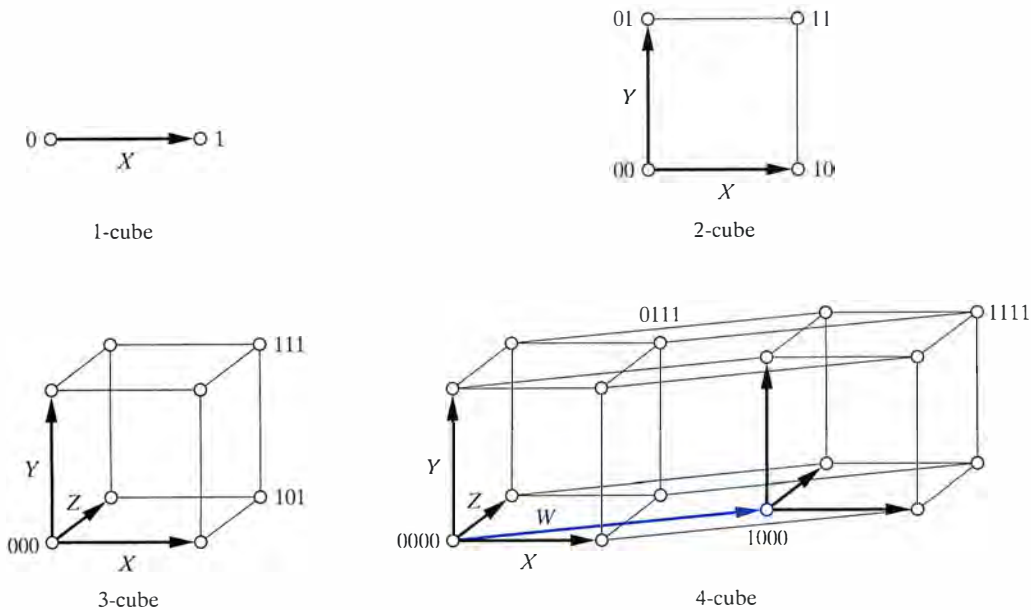 0 1
X
1-cube
01 11
Y
00 10
X
2-cube
111
Y
Z
101
000
X
3-cube
0111 1111
Y
Z
W
0000 1000
X
4-cube